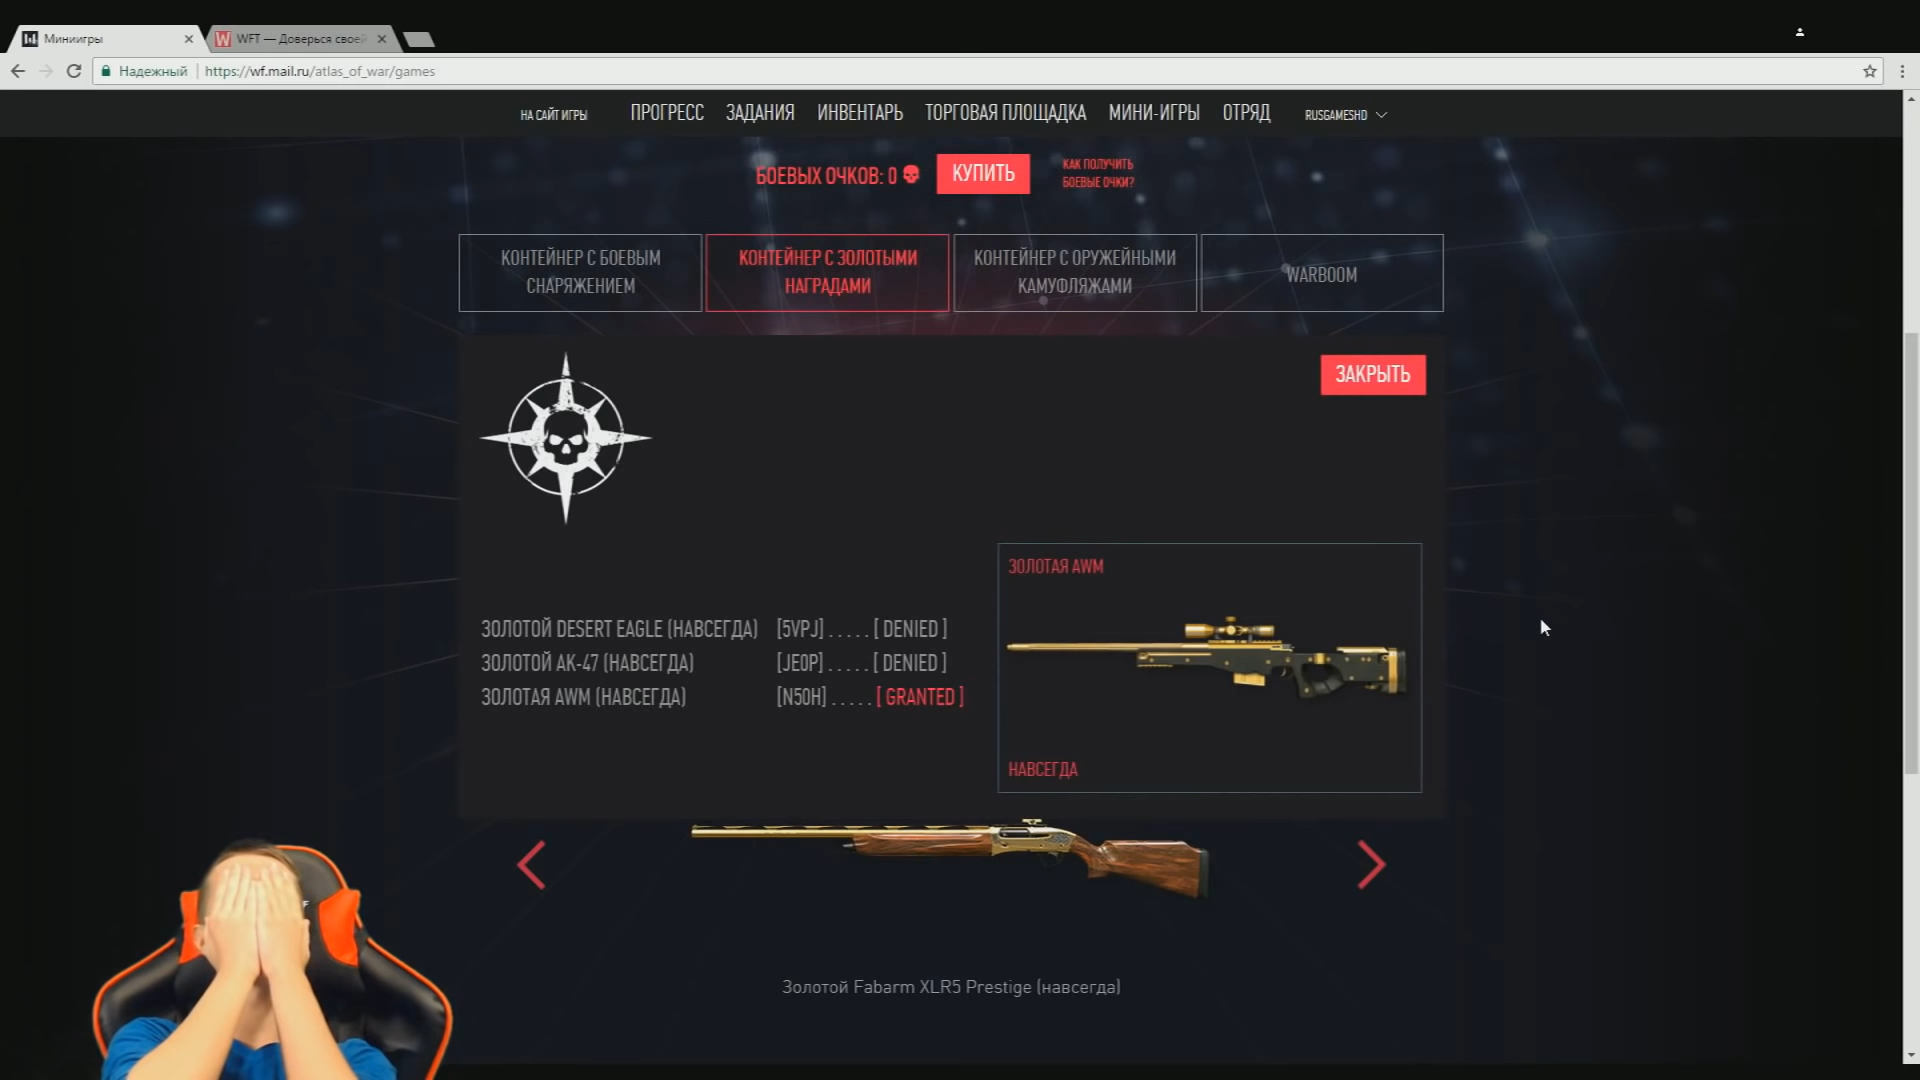 Миниигры
WFT — Доверься своей
Надежный
https://wf.mail.ru/atlas_of_war/games
НА САЙТ ИГРЫ
ПРОГРЕСС
ЗАДАНИЯ
ИНВЕНТАРЬ
ТОРГОВАЯ ПЛОЩАДКА
МИНИ-ИГРЫ
ОТРЯД
RUSGAMESHD
БОЕВЫХ ОЧКОВ: 0
КУПИТЬ
КАК ПОЛУЧИТЬ
БОЕВЫЕ ОЧКИ?
КОНТЕЙНЕР С БОЕВЫМ
СНАРЯЖЕНИЕМ
КОНТЕЙНЕР С ЗОЛОТЫМИ
НАГРАДАМИ
КОНТЕЙНЕР С ОРУЖЕЙНЫМИ
КАМУФЛЯЖАМИ
WARBOOM
ЗАКРЫТЬ
ЗОЛОТОЙ DESERT EAGLE (НАВСЕГДА) [5VPJ] . . . . . [ DENIED ]
ЗОЛОТОЙ АК-47 (НАВСЕГДА) [JE0P] . . . . . [ DENIED ]
ЗОЛОТАЯ AWM (НАВСЕГДА) [N50H] . . . . . [ GRANTED ]
ЗОЛОТАЯ AWM
НАВСЕГДА
Золотой Fabarm XLR5 Prestige (навсегда)